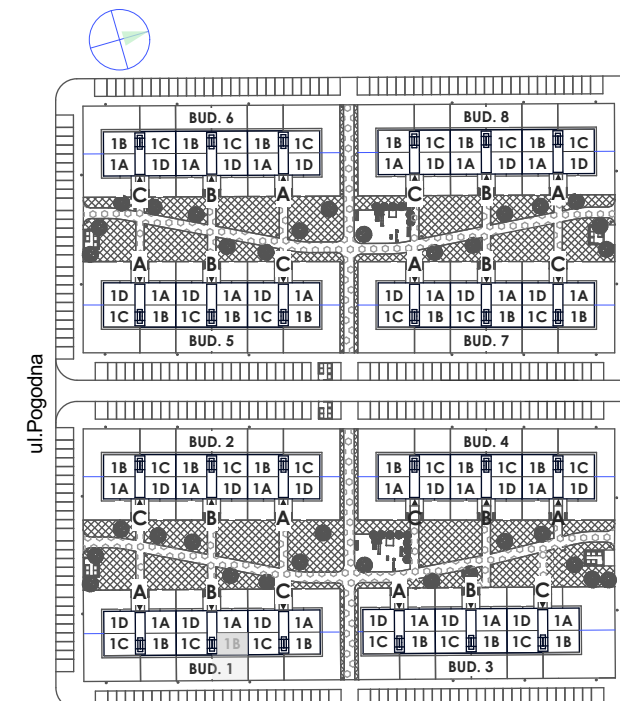 BUD. 6 BUD. 8
1B 1C 1B 1C 1B 1C 1B 1C 1B 1C 1B 1C
1A 1D 1A 1D 1A 1D 1A 1D 1A 1D 1A 1D
C B A C B A
A B C A B C
1D 1A 1D 1A 1D 1A 1D 1A 1D 1A 1D 1A
1C 1B 1C 1B 1C 1B 1C 1B 1C 1B 1C 1B
BUD. 5 BUD. 7
ul.Pogodna
BUD. 2 BUD. 4
1B 1C 1B 1C 1B 1C 1B 1C 1B 1C 1B 1C
1A 1D 1A 1D 1A 1D 1A 1D 1A 1D 1A 1D
C B A C B A
A B C A B C
1D 1A 1D 1A 1D 1A 1D 1A 1D 1A 1D 1A
1C 1B 1C 1B 1C 1B 1C 1B 1C 1B 1C 1B
BUD. 1 BUD. 3